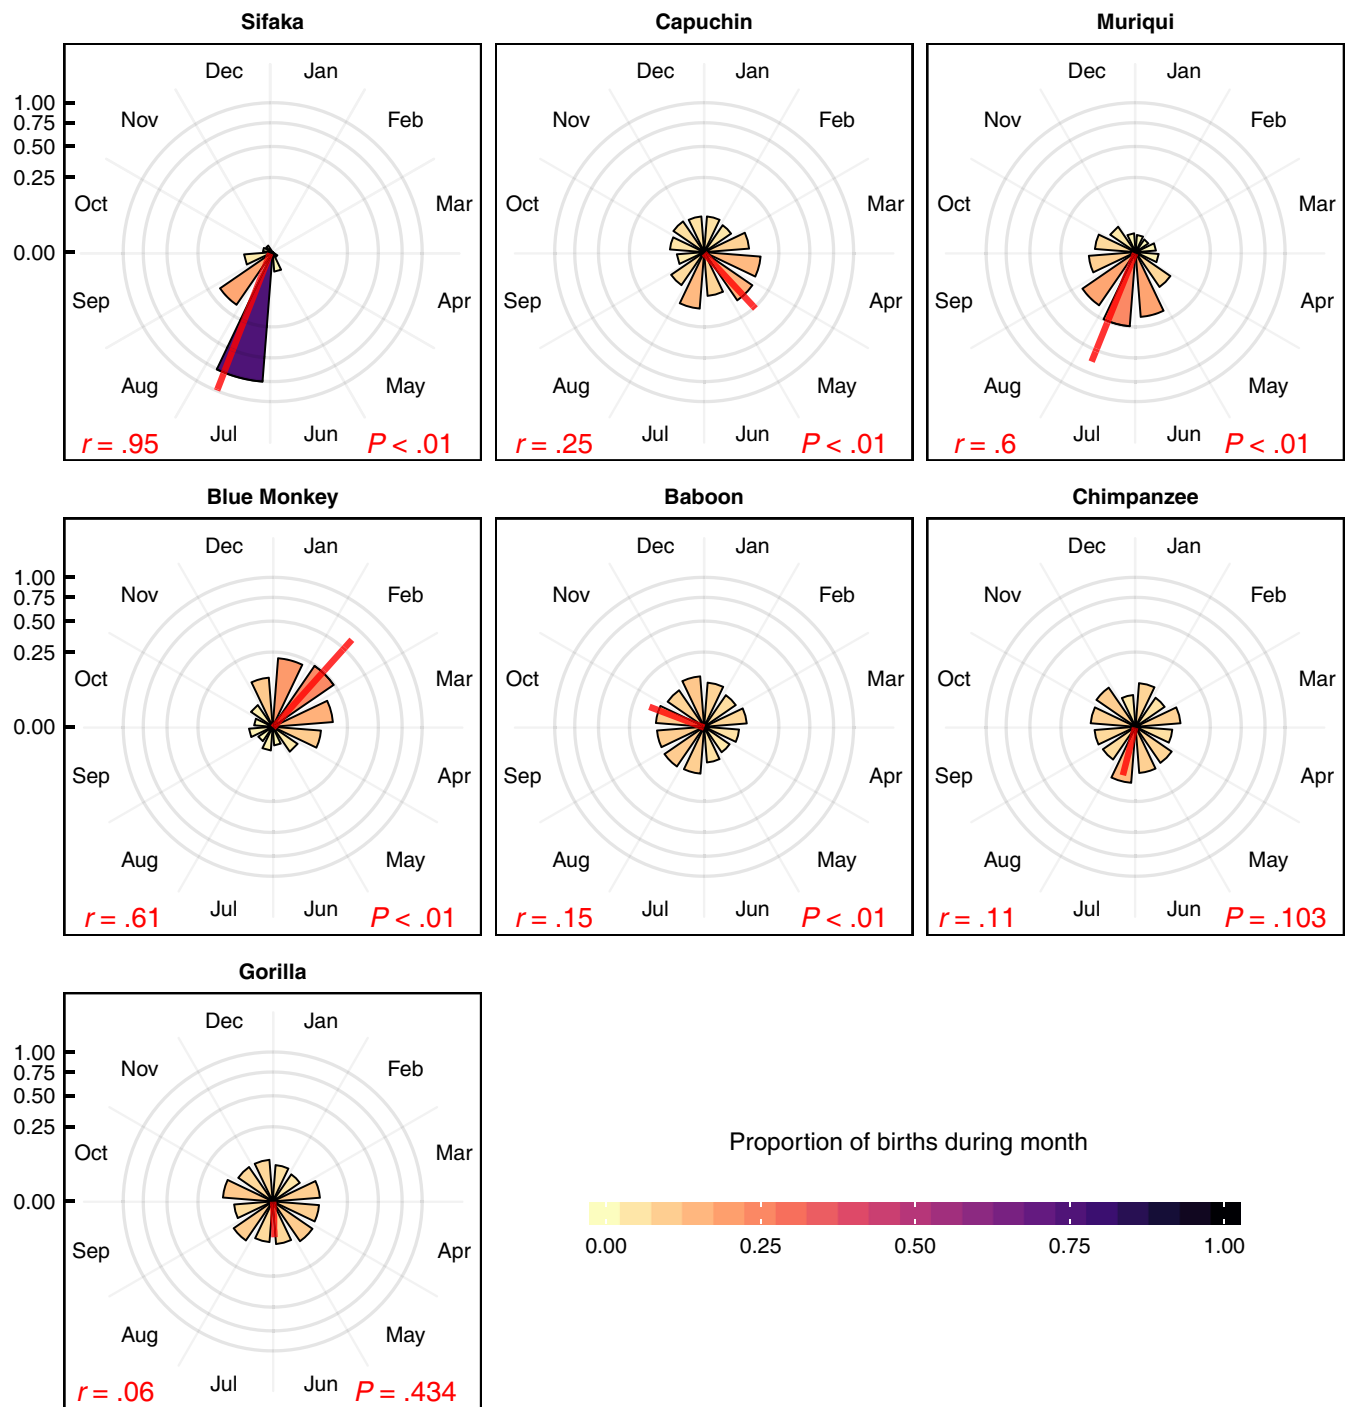 Sifaka Capuchin Muriqui
Dec Jan Dec Jan Dec Jan
1.00
Nov Feb Nov Feb Nov Feb
0.75
0.50
0.25
Oct Mar Oct Mar Oct Mar
0.00
Sep Apr Sep Apr Sep Apr
Aug May Aug May Aug May
Jul Jun Jul Jun Jul Jun
r = .95 P < .01 r = .25 P < .01 r = .6 P < .01
Blue Monkey Baboon Chimpanzee
Dec Jan Dec Jan Dec Jan
1.00
Nov Feb Nov Feb Nov Feb
0.75
0.50
0.25
Oct Mar Oct Mar Oct Mar
0.00
Sep Apr Sep Apr Sep Apr
Aug May Aug May Aug May
Jul Jun Jul Jun Jul Jun
r = .61 P < .01 r = .15 P < .01 r = .11 P = .103
Gorilla
Dec Jan
1.00
Nov Feb
0.75
0.50
0.25
Oct Mar
0.00
Sep Apr
Aug May
Jul Jun
r = .06 P = .434
Proportion of births during month
0.00 0.25 0.50 0.75 1.00